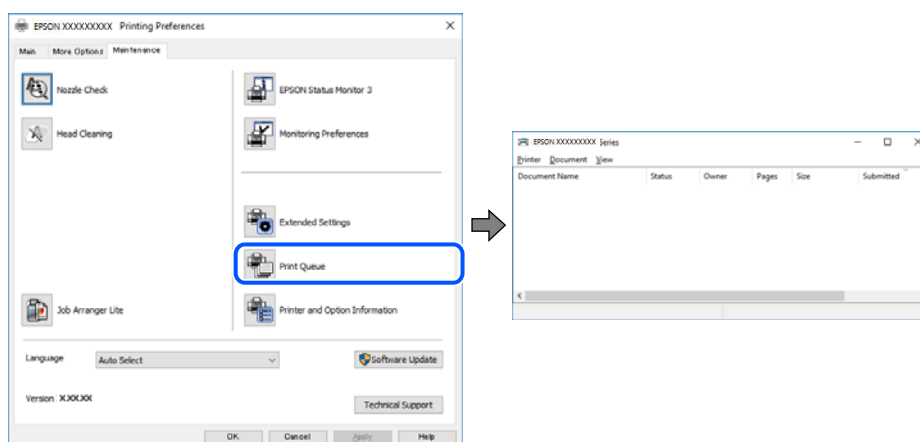 EPSON XXXXXXXXX Printing Preferences
Main More Options Maintenance
Nozzle Check
EPSON Status Monitor 3
Head Cleaning
Monitoring Preferences
Extended Settings
Print Queue
Job Arranger Lite
Printer and Option Information
Language Auto Select Software Update
Version X.XX.XX
Technical Support
OK Cancel Apply Help
EPSON XXXXXXXXX Series
Printer Document View
Document Name Status Owner Pages Size Submitted